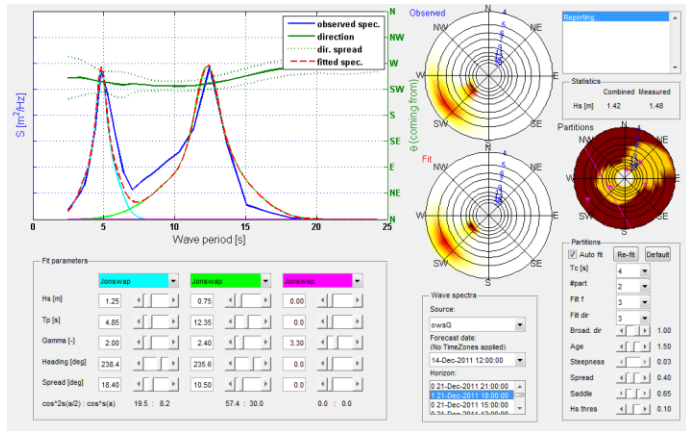 observed spec.
direction
dir. spread
fitted spec.
N
NW
W
SW
S
SE
E
NE
N
S [m²/Hz]
θ (coming from)
0 5 10 15 20 25
Wave period [s]
Observed
N
NE
E
SE
S
SW
W
Fit
N
NE
E
SE
S
SW
W
Reporting...
Statistics
Combined Measured
Hs [m] 1.42 1.48
Partitions
N
NW
NE
W
E
SW
SE
S
Fit parameters
Jonswap Jonswap Jonswap
Hs [m] 1.25 0.75 0.00
Tp [s] 4.85 12.35 0.0
Gamma [-] 2.00 2.40 3.30
Heading [deg] 238.4 235.6 0.0
Spread [deg] 18.40 10.50 0.0
cos^2s(a/2) : cos^s(a) 19.5 : 8.2 57.4 : 30.0 0.0 : 0.0
Wave spectra
Source:
owsG
Forecast date:
(No TimeZones applied)
14-Dec-2011 12:00:00
Horizon:
0 21-Dec-2011 21:00:00
1 21-Dec-2011 18:00:00
0 21-Dec-2011 15:00:00
Partitions
Auto fit Re-fit Default
Tc [s] 4
#part 2
Filt f 3
Filt dir 3
Broad. dir 1.00
Age 1.50
Steepness 0.03
Spread 0.40
Saddle 0.65
Hs thres 0.10